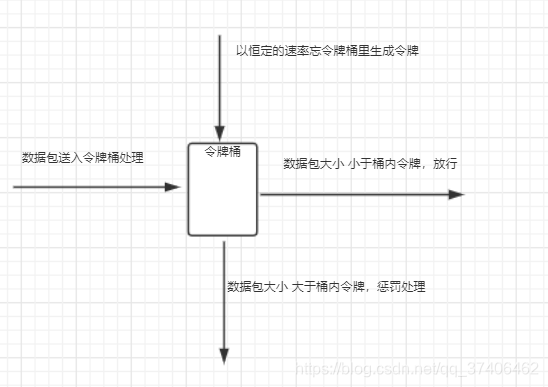 以恒定的速率忘令牌桶里生成令牌
数据包送入令牌桶处理
令牌桶
数据包大小 小于桶内令牌，放行
数据包大小 大于桶内令牌，惩罚处理
https://blog.csdn.net/qq_37406462